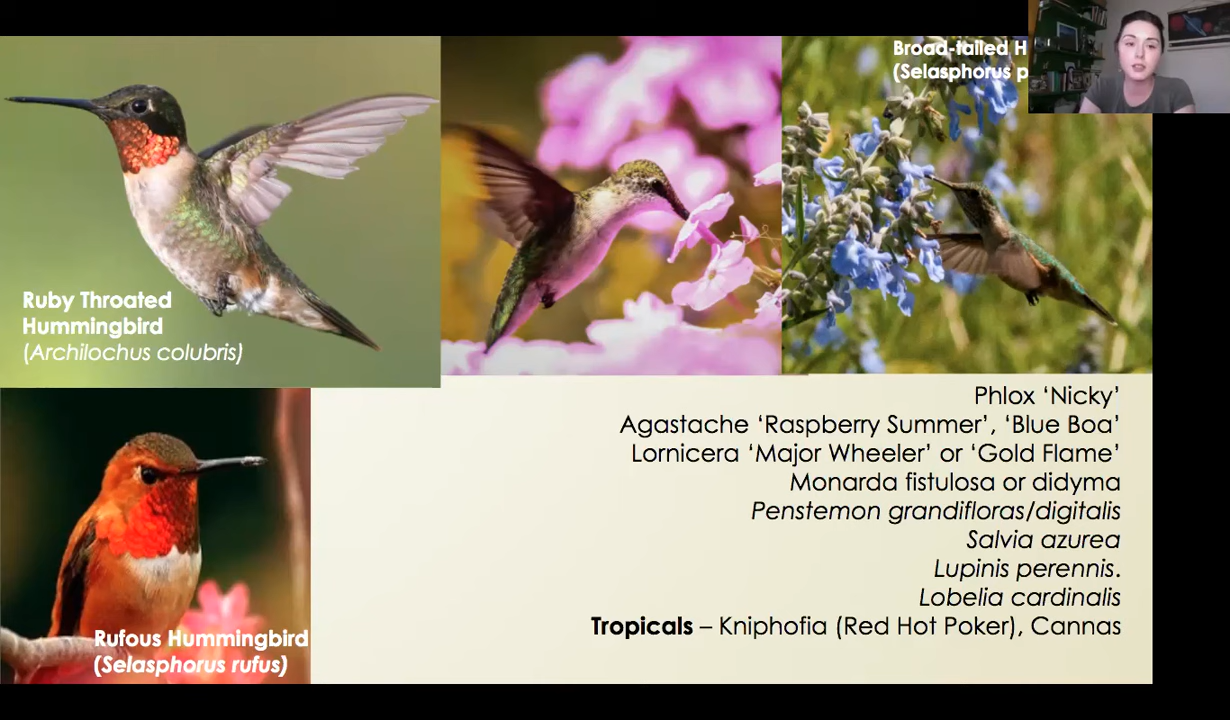 Broad-tailed H
(Selasphorus p
Ruby Throated
Hummingbird
(Archilochus colubris)
Phlox ‘Nicky’
Agastache ‘Raspberry Summer’, ‘Blue Boa’
Lornicera ‘Major Wheeler’ or ‘Gold Flame’
Monarda fistulosa or didyma
Penstemon grandifloras/digitalis
Salvia azurea
Lupinis perennis.
Lobelia cardinalis
Tropicals – Kniphofia (Red Hot Poker), Cannas
Rufous Hummingbird
(Selasphorus rufus)